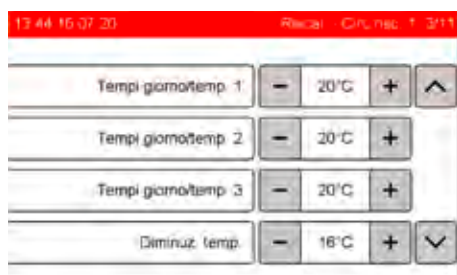 13:44 16.07.20 Riscal - Circ. risc. 1 3/11
Tempi giorno/temp. 1 − 20°C +
Tempi giorno/temp. 2 − 20°C +
Tempi giorno/temp. 3 − 20°C +
Diminuz. temp. − 16°C +